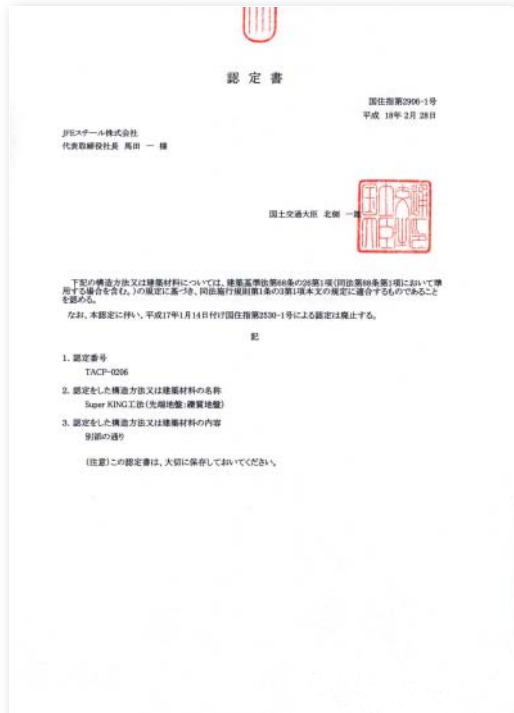 認定書
国住指第2906-1号
平成 18年 2月 28日
JFEスチール株式会社
代表取締役社長 馬田 一 様
国土交通大臣 北側 一雄
下記の構造方法又は建築材料については、建築基準法第68条の26第1項(同法第88条第1項において準
用する場合を含む。)の規定に基づき、同法施行規則第1条の3第1項本文の規定に適合するものであること
を認める。
なお、本認定に伴い、平成17年1月14日付け国住指第2330-1号による認定は廃止する。
記
1. 認定番号
TACP-0206
2. 認定をした構造方法又は建築材料の名称
Super KING工法(先端地盤:礫質地盤)
3. 認定をした構造方法又は建築材料の内容
別添の通り
(注意)この認定書は、大切に保存しておいてください。